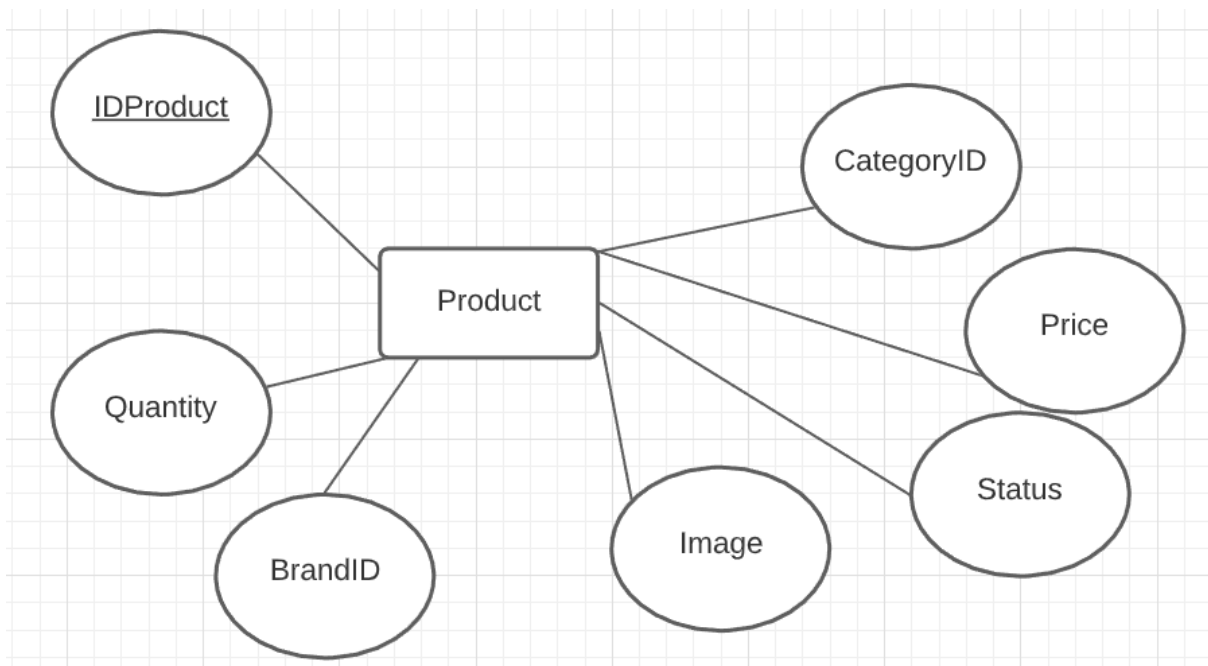 IDProduct
CategoryID
Product
Price
Quantity
Status
Image
BrandID